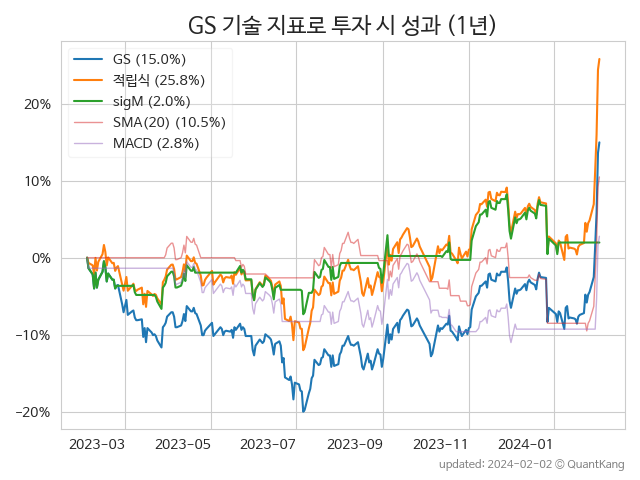 GS 기술 지표로 투자 시 성과 (1년)
GS (15.0%)
적립식 (25.8%)
sigM (2.0%)
SMA(20) (10.5%)
MACD (2.8%)
20%
10%
0%
−10%
−20%
2023-03 2023-05 2023-07 2023-09 2023-11 2024-01
updated: 2024-02-02 © QuantKang